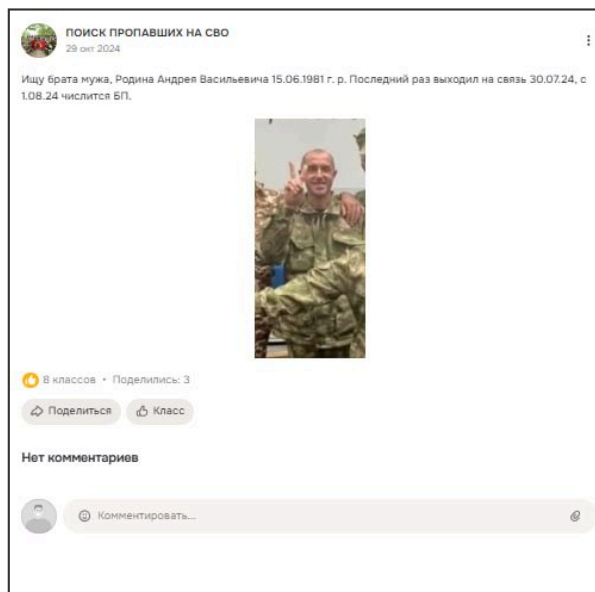 ПОИСК ПРОПАВШИХ НА СВО
29 окт 2024
Ищу брата мужа, Родина Андрея Васильевича 15.06.1981 г. р. Последний раз выходил на связь 30.07.24, с
1.08.24 числится БП.
8 классов • Поделились: 3
Поделиться
Класс
Нет комментариев
Комментировать...